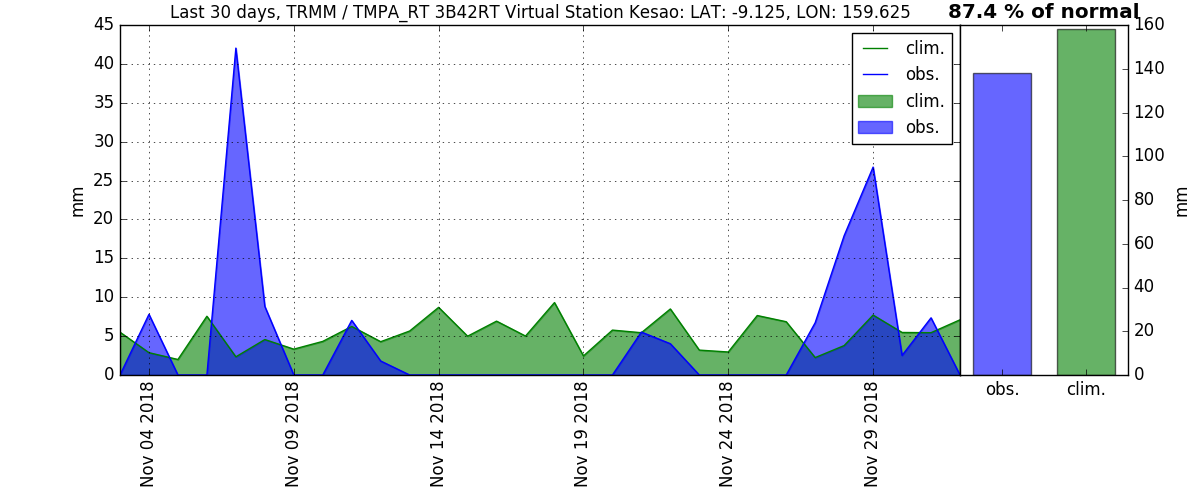 Last 30 days, TRMM / TMPA_RT 3B42RT Virtual Station Kesao: LAT: -9.125, LON: 159.625
87.4 % of normal
45
40
35
30
25
20
15
10
5
0
mm
clim.
obs.
clim.
obs.
160
140
120
100
80
60
40
20
0
mm
Nov 04 2018
Nov 09 2018
Nov 14 2018
Nov 19 2018
Nov 24 2018
Nov 29 2018
obs.
clim.